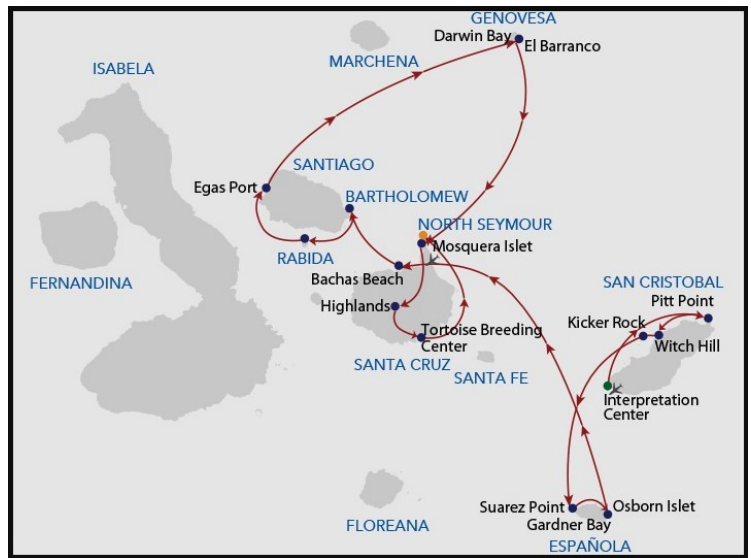 GENOVESA
Darwin Bay
El Barranco
MARCHENA
ISABELA
SANTIAGO
Egas Port
BARTHOLOMEW
NORTH SEYMOUR
Mosquera Islet
RABIDA
FERNANDINA
Bachas Beach
SAN CRISTOBAL
Pitt Point
Highlands
Kicker Rock
Tortoise Breeding
Center
Witch Hill
SANTA CRUZ
SANTA FE
Interpretation
Center
FLOREANA
Suarez Point
Osborn Islet
Gardner Bay
ESPAÑOLA